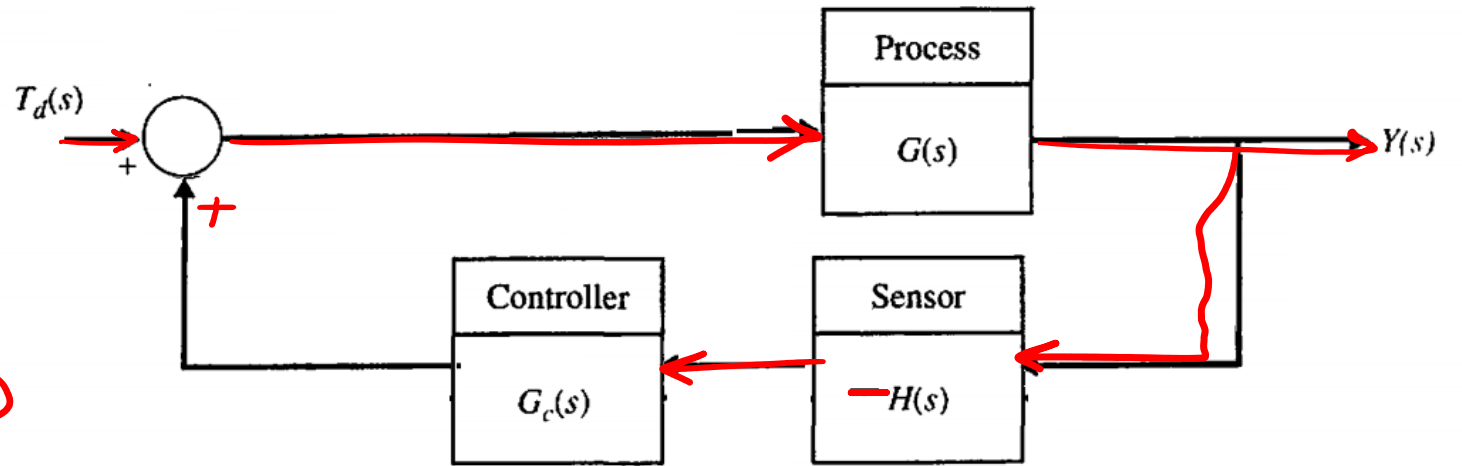 Process
T_d(s)
G(s)
Y(s)
+
+
Controller
Sensor
G_c(s)
−H(s)